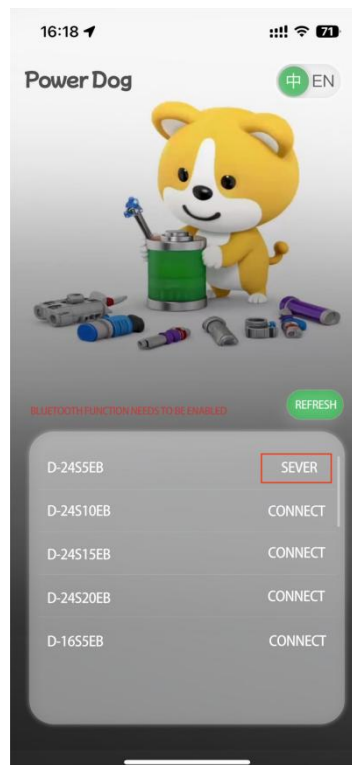 16:18
71
Power Dog
中 EN
BLUETOOTH FUNCTION NEEDS TO BE ENABLED
REFRESH
D-24S5EB SEVER
D-24S10EB CONNECT
D-24S15EB CONNECT
D-24S20EB CONNECT
D-16S5EB CONNECT